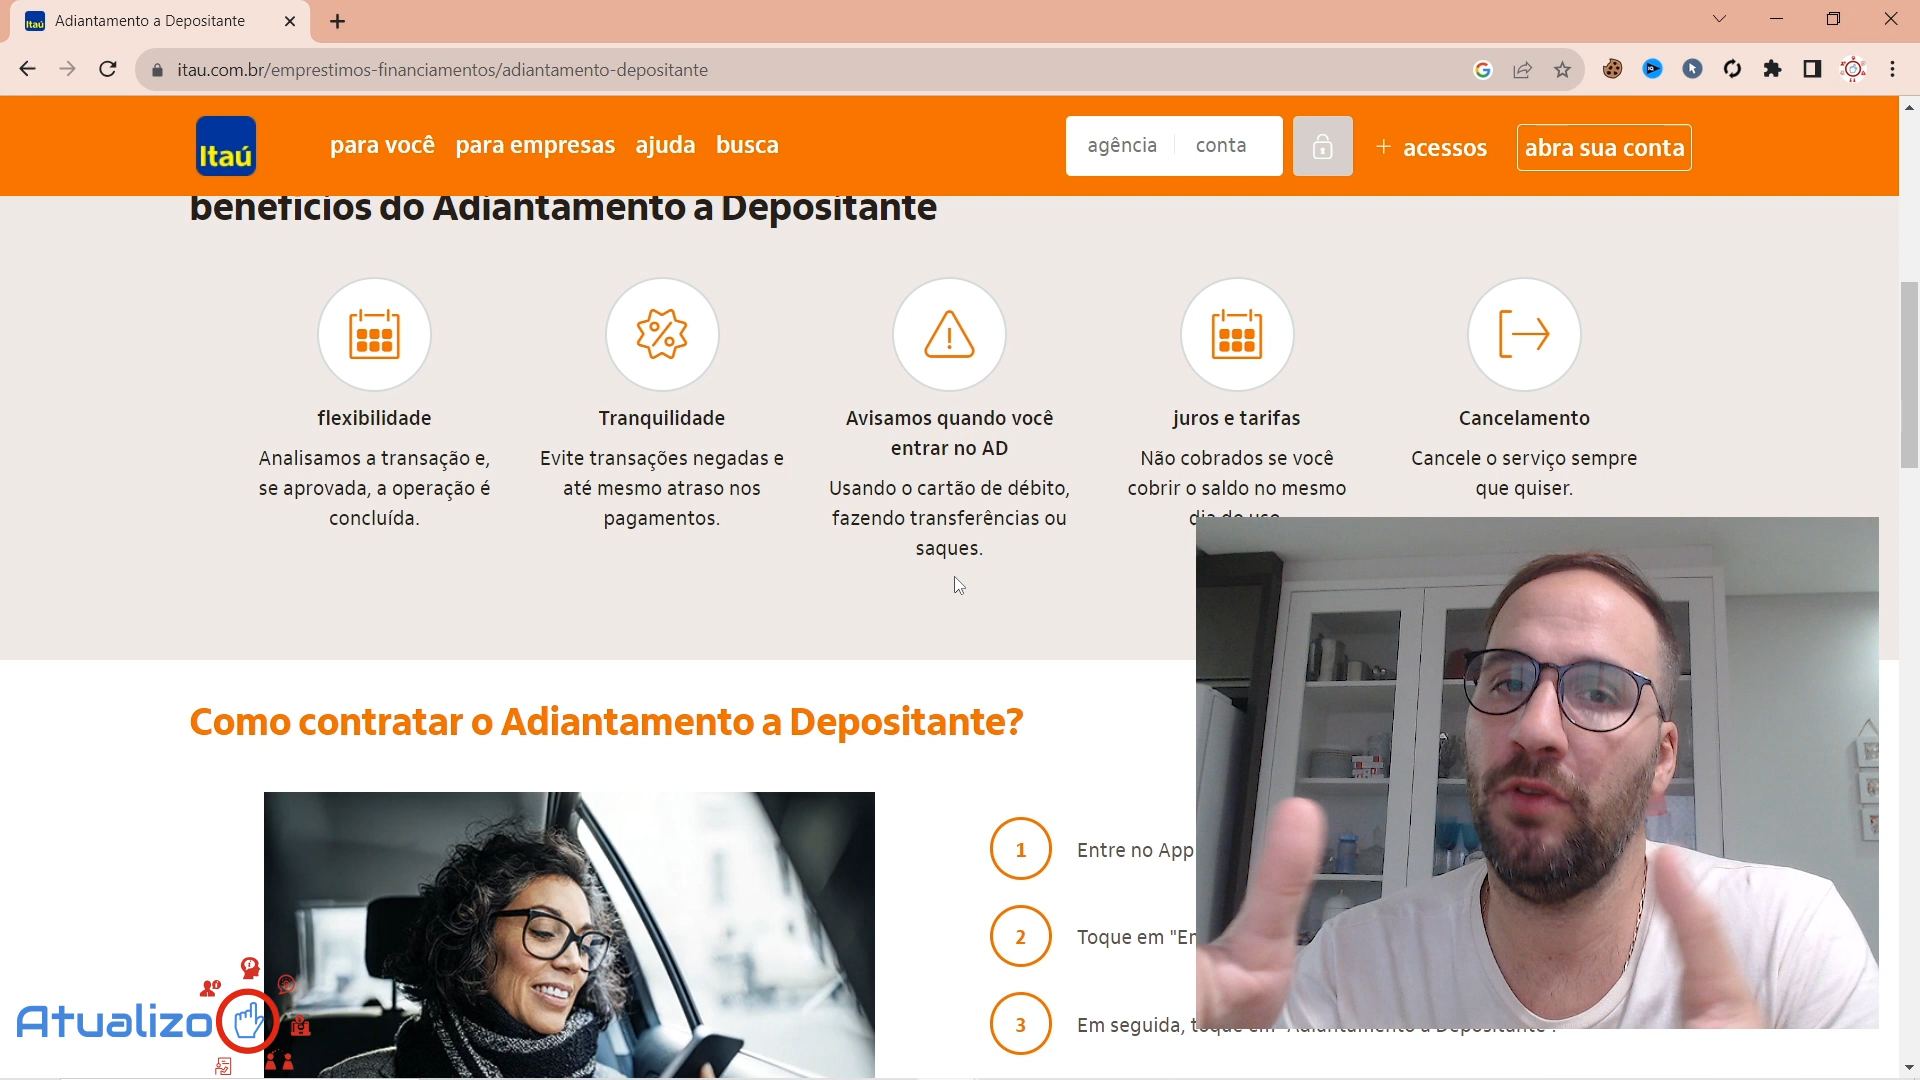 Itaú
Adiantamento a Depositante
itau.com.br/emprestimos-financiamentos/adiantamento-depositante
Itaú
para você
para empresas
ajuda
busca
agência
conta
+ acessos
abra sua conta
benefícios do Adiantamento a Depositante
flexibilidade
Analisamos a transação e,
se aprovada, a operação é
concluída.
Tranquilidade
Evite transações negadas e
até mesmo atraso nos
pagamentos.
Avisamos quando você
entrar no AD
Usando o cartão de débito,
fazendo transferências ou
saques.
juros e tarifas
Não cobrados se você
cobrir o saldo no mesmo
dia do uso
Cancelamento
Cancele o serviço sempre
que quiser.
Como contratar o Adiantamento a Depositante?
1
Entre no App
2
Toque em
3
Em seguida, toque em "Adiantamento a Depositante".
Atualizo